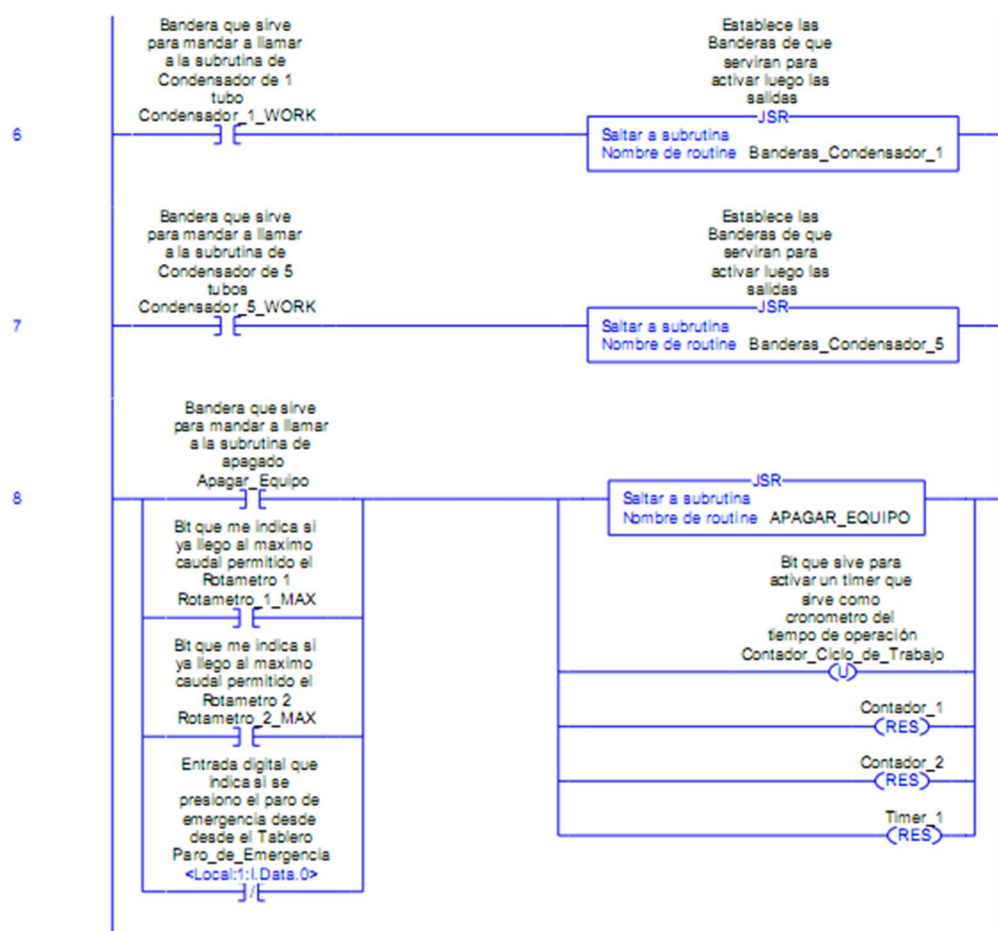 Bandera que sirve
para mandar a llamar
a la subrutina de
Condensador de 1
tubo
Condensador_1_WORK
Establece las
Banderas de que
serviran para
activar luego las
salidas
JSR
6
Saltar a subrutina
Nombre de routine Banderas_Condensador_1
Bandera que sirve
para mandar a llamar
a la subrutina de
Condensador de 5
tubos
Condensador_5_WORK
Establece las
Banderas de que
serviran para
activar luego las
salidas
JSR
7
Saltar a subrutina
Nombre de routine Banderas_Condensador_5
Bandera que sirve
para mandar a llamar
a la subrutina de
apagado
Apagar_Equipo
JSR
8
Saltar a subrutina
Nombre de routine APAGAR_EQUIPO
Bit que me indica si
ya llego al maximo
caudal permitido el
Rotametro 1
Rotametro_1_MAX
Bit que sive para
activar un timer que
sirve como
cronometro del
tiempo de operación
Contador_Ciclo_de_Trabajo
U
Bit que me indica si
ya llego al maximo
caudal permitido el
Rotametro 2
Rotametro_2_MAX
Contador_1
RES
Contador_2
RES
Entrada digital que
indica si se
presiono el paro de
emergencia desde
desde el Tablero
Paro_de_Emergencia
<Local:1:I.Data.0>
Timer_1
RES